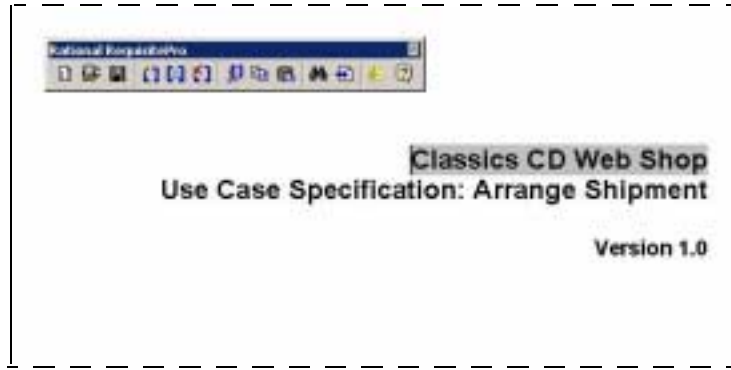 Rational RequisitePro
Classics CD Web Shop
Use Case Specification: Arrange Shipment
Version 1.0